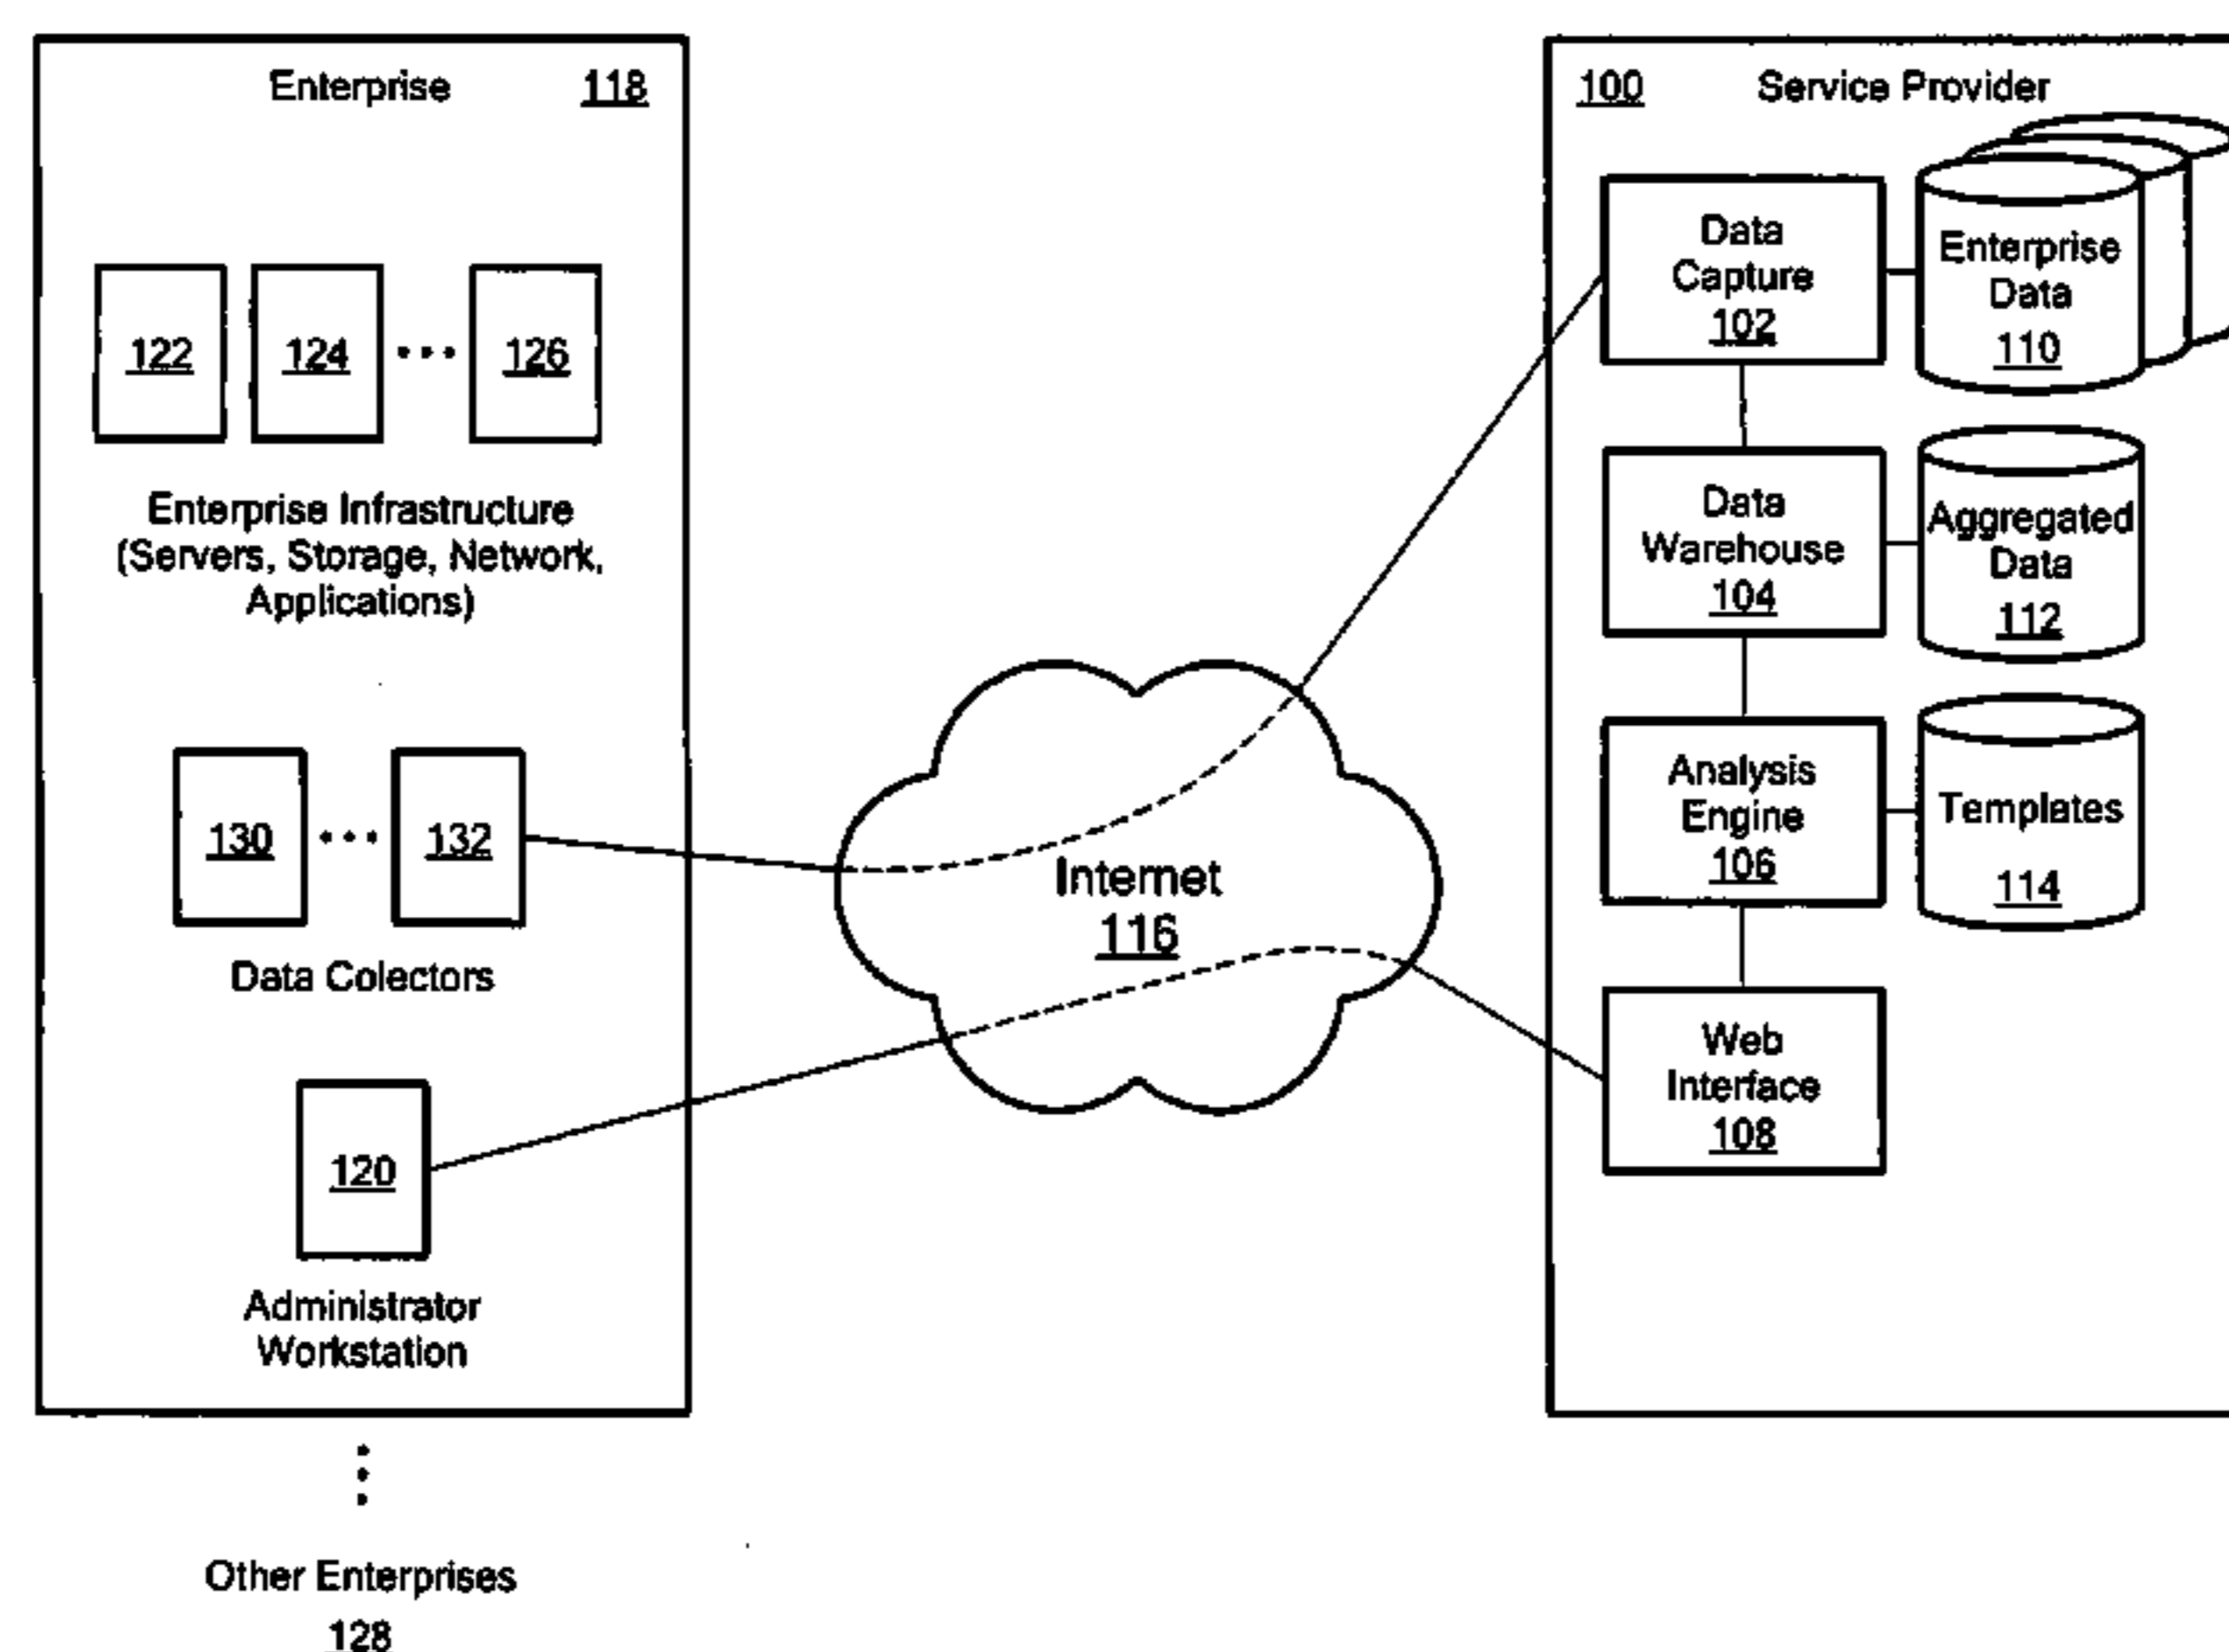 Enterprise 118
122 124 126
Enterprise Infrastructure
(Servers, Storage, Network,
Applications)
130 132
Data Colectors
120
Administrator
Workstation
Other Enterprises
128
Internet
116
100 Service Provider
Data
Capture
102
Enterprise
Data
110
Data
Warehouse
104
Aggregated
Data
112
Analysis
Engine
106
Templates
114
Web
Interface
108